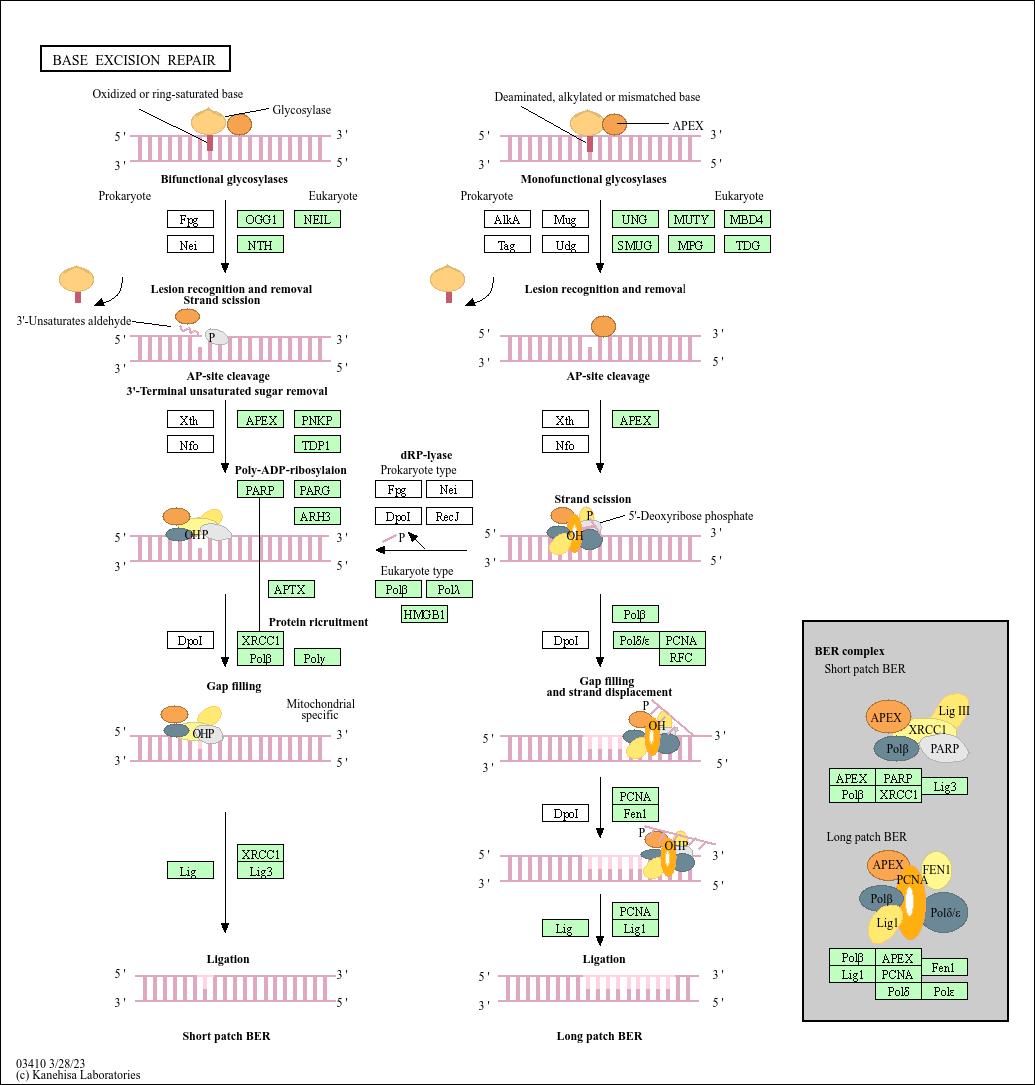 BASE EXCISION REPAIR
Oxidized or ring-saturated base
Glycosylase
5' 3'
3' 5'
Bifunctional glycosylases
Prokaryote Eukaryote
Fpg OGG1 NEIL
Nei NTH
Lesion recognition and removal
Strand scission
3'-Unsaturates aldehyde
P
5' 3'
3' 5'
AP-site cleavage
3'-Terminal unsaturated sugar removal
Xth APEX PNKP
Nfo TDP1
Poly-ADP-ribosylaion
PARP PARG
ARH3
OHP
5' 3'
3' 5'
APTX
Protein ricruitment
DpoI XRCC1
Polβ Polγ
Gap filling
Mitochondrial
specific
OHP
5' 3'
3' 5'
XRCC1
Lig Lig3
Ligation
5' 3'
3' 5'
Short patch BER
Deaminated, alkylated or mismatched base
APEX
5' 3'
3' 5'
Monofunctional glycosylases
Prokaryote Eukaryote
AlkA Mug UNG MUTY MBD4
Tag Udg SMUG MPG TDG
Lesion recognition and removal
5' 3'
3' 5'
AP-site cleavage
Xth APEX
Nfo
dRP-lyase
Prokaryote type
Fpg Nei
DpoI RecJ
P
Eukaryote type
Polβ Polλ
HMGB1
Strand scission
P
5'-Deoxyribose phosphate
OH
5' 3'
3' 5'
Polβ
DpoI Polδ/ε PCNA
RFC
Gap filling
and strand displacement
P
OH
5' 3'
3' 5'
PCNA
DpoI Fen1
P
OHP
5' 3'
3' 5'
PCNA
Lig Lig1
Ligation
5' 3'
3' 5'
Long patch BER
BER complex
Short patch BER
APEX Lig III
XRCC1
Polβ PARP
APEX PARP Lig3
Polβ XRCC1
Long patch BER
APEX FEN1
PCNA
Polβ
Polδ/ε
Lig1
Polβ APEX Fen1
Lig1 PCNA
Polδ Polε
03410 3/28/23
(c) Kanehisa Laboratories